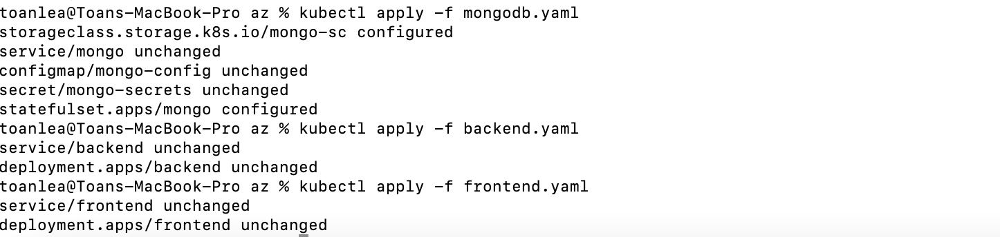 toanlea@Toans-MacBook-Pro az % kubectl apply -f mongodb.yaml
storageclass.storage.k8s.io/mongo-sc configured
service/mongo unchanged
configmap/mongo-config unchanged
secret/mongo-secrets unchanged
statefulset.apps/mongo configured
toanlea@Toans-MacBook-Pro az % kubectl apply -f backend.yaml
service/backend unchanged
deployment.apps/backend unchanged
toanlea@Toans-MacBook-Pro az % kubectl apply -f frontend.yaml
service/frontend unchanged
deployment.apps/frontend unchanged